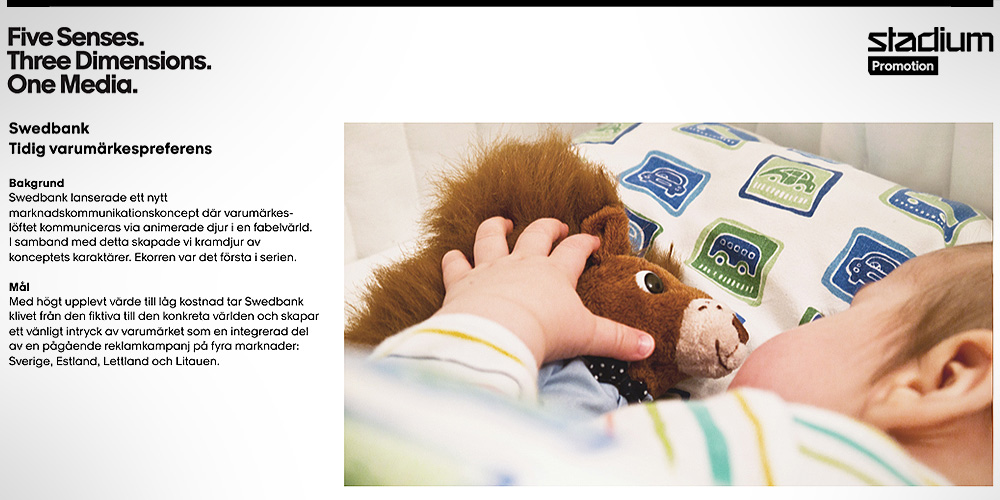 Five Senses.
Three Dimensions.
One Media.
stadium
Promotion
Swedbank
Tidig varumärkespreferens
Bakgrund
Swedbank lanserade ett nytt
marknadskommunikationskoncept där varumärkes-
löftet kommuniceras via animerade djur i en fabelvärld.
I samband med detta skapade vi kramdjur av
konceptets karaktärer. Ekorren var det första i serien.
Mål
Med högt upplevt värde till låg kostnad tar Swedbank
klivet från den fiktiva till den konkreta världen och skapar
ett vänligt intryck av varumärket som en integrerad del
av en pågående reklamkampanj på fyra marknader:
Sverige, Estland, Lettland och Litauen.